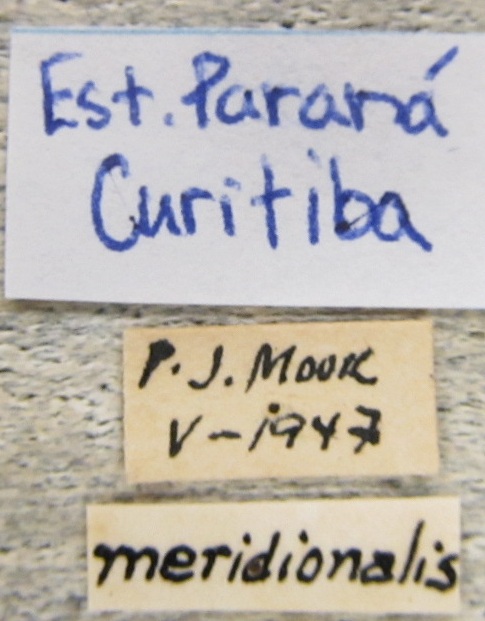 Est. Paraná
Curitiba
P. J. Moore
V-1947
meridionalis